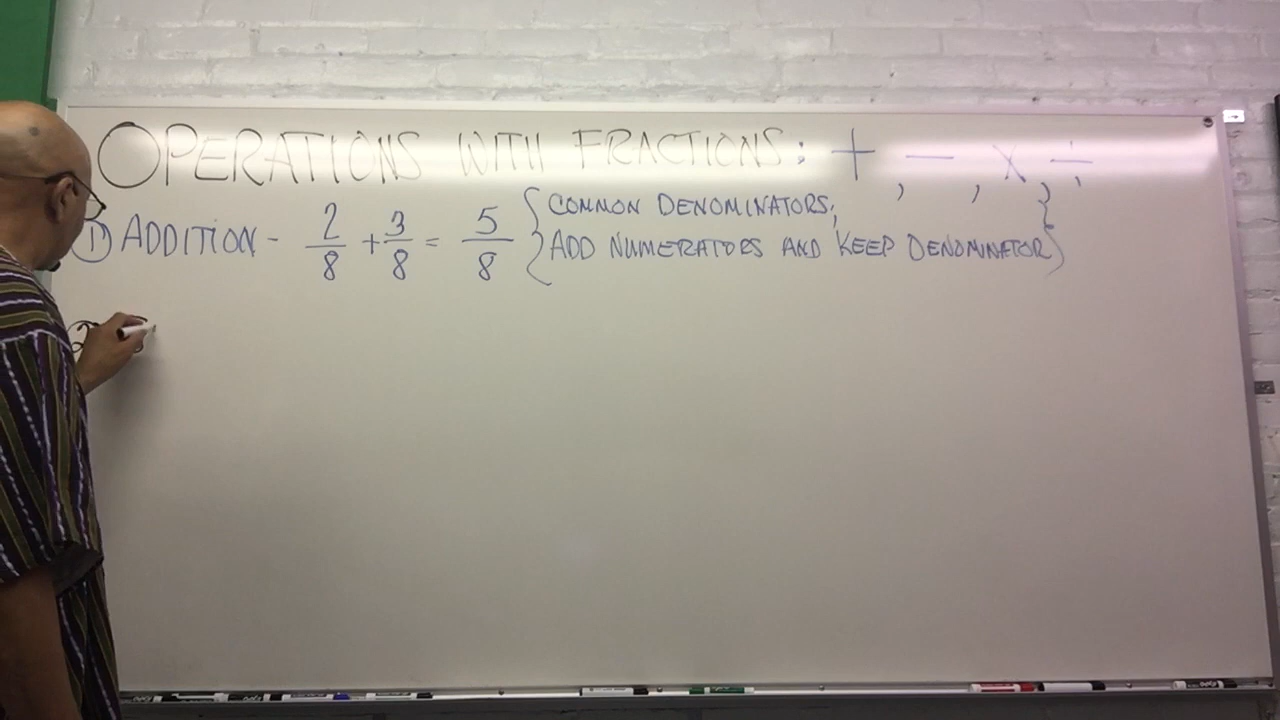 OPERATIONS WITH FRACTIONS: +, −, x, ÷;
① ADDITION - 2/8 + 3/8 = 5/8 { COMMON DENOMINATORS; }
{ ADD NUMERATORS AND KEEP DENOMINATOR }